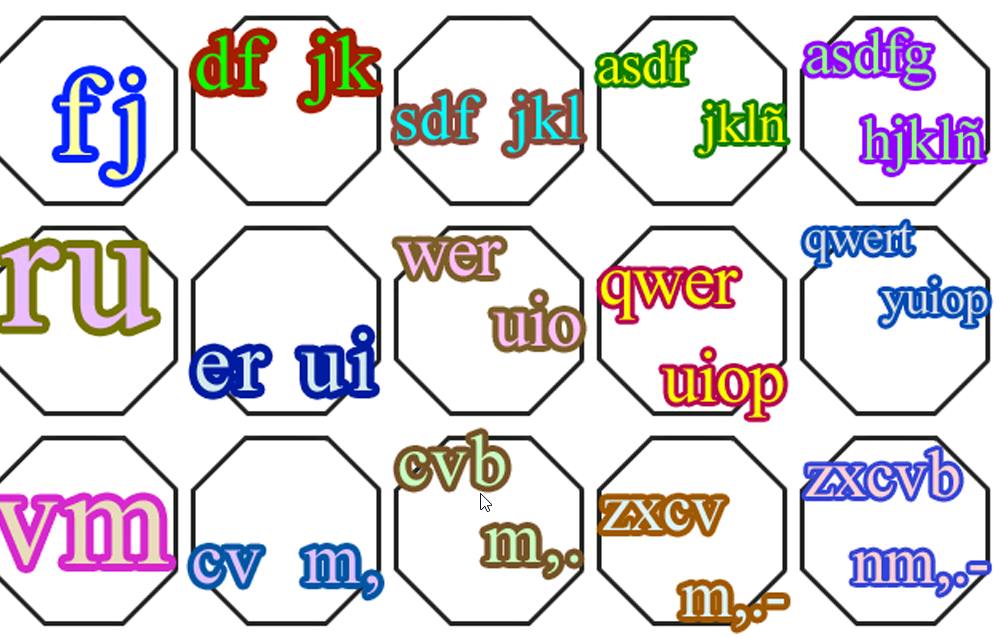 fj
df jk
sdf jkl
asdf
jklñ
asdfg
hjklñ
ru
er ui
wer
uio
qwer
uiop
qwert
yuiop
vm
cv m,
cvb
m,.
zxcv
m,.-
zxcvb
nm,.-